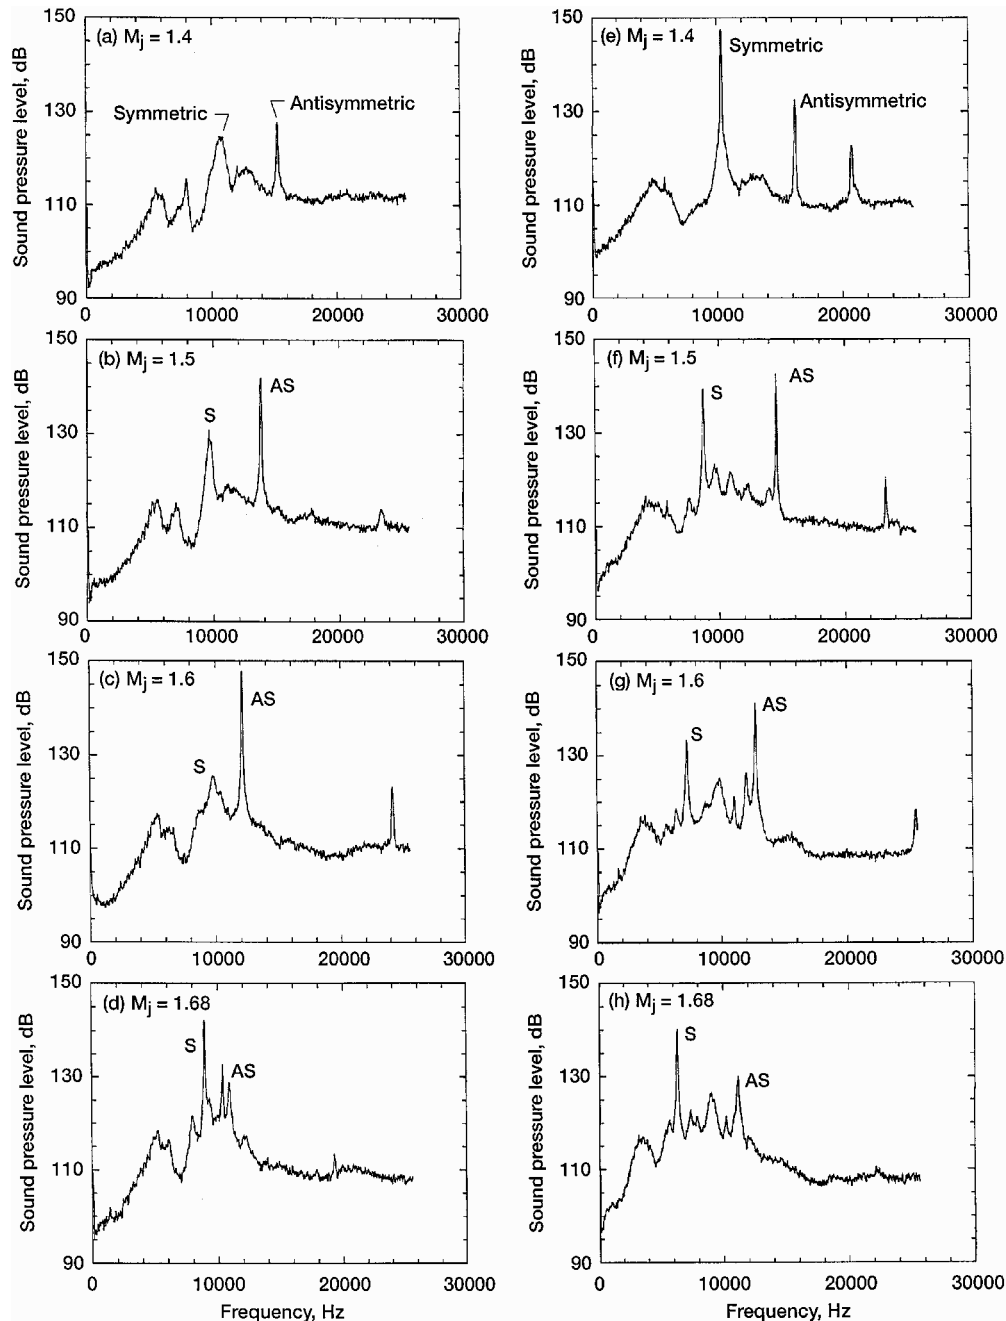 150
(a) Mj = 1.4
130
Symmetric
Antisymmetric
110
90
0 10000 20000 30000
Sound pressure level, dB
150
(e) Mj = 1.4
Symmetric
130
Antisymmetric
110
90
0 10000 20000 30000
Sound pressure level, dB
150
(b) Mj = 1.5
AS
S
130
110
90
0 10000 20000 30000
Sound pressure level, dB
150
(f) Mj = 1.5
AS
S
130
110
90
0 10000 20000 30000
Sound pressure level, dB
150
(c) Mj = 1.6
AS
130
S
110
90
0 10000 20000 30000
Sound pressure level, dB
150
(g) Mj = 1.6
AS
S
130
110
90
0 10000 20000 30000
Sound pressure level, dB
150
(d) Mj = 1.68
S
130
AS
110
90
0 10000 20000 30000
Sound pressure level, dB
Frequency, Hz
150
(h) Mj = 1.68
S
130
AS
110
90
0 10000 20000 30000
Sound pressure level, dB
Frequency, Hz